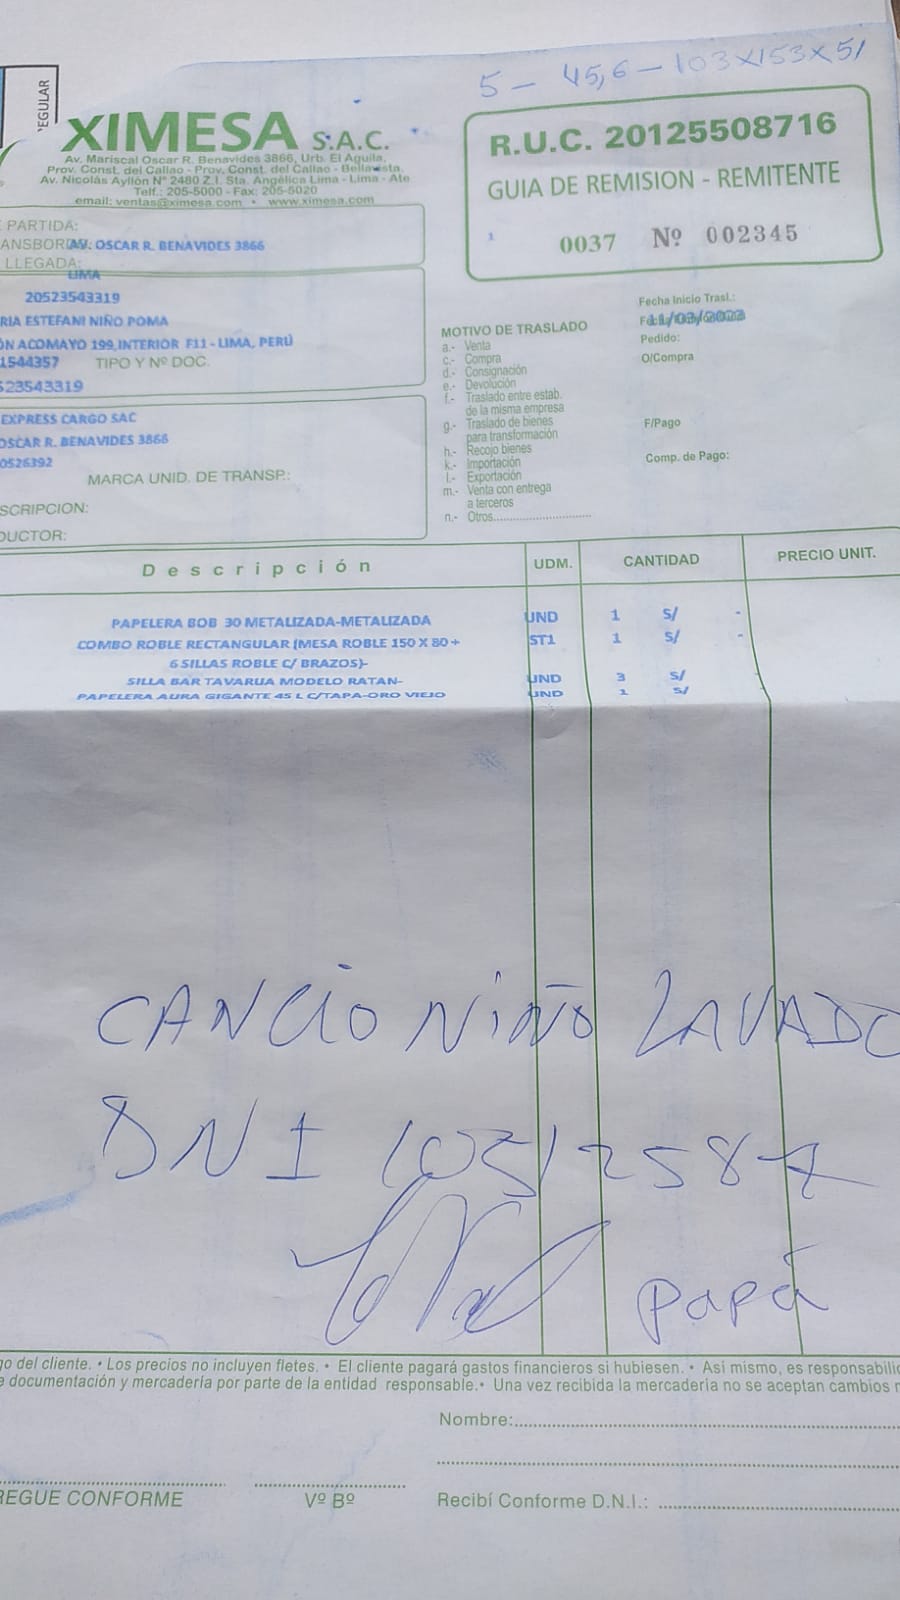 5 - 45,6 - 103x153x51
EGULAR
XIMESA S.A.C.
Av. Mariscal Oscar R. Benavides 3866, Urb. El Aguila,
Prov. Const. del Callao - Prov. Const. del Callao - Bellavista.
Av. Nicolás Ayllón Nº 2480 Z.I. Sta. Angélica Lima - Lima - Ate
Telf.: 205-5000 - Fax: 205-5020
email: ventas@ximesa.com • www.ximesa.com
R.U.C. 20125508716
GUIA DE REMISION - REMITENTE
0037 Nº 002345
PARTIDA:
ANSBOR AV. OSCAR R. BENAVIDES 3866
LLEGADA:
LIMA
20523543319
RIA ESTEFANI NIÑO POMA
ÓN ACOMAYO 199,INTERIOR F11 - LIMA, PERÚ
1544357 TIPO Y Nº DOC.
523543319
EXPRESS CARGO SAC
OSCAR R. BENAVIDES 3866
0526392
MARCA UNID. DE TRANSP.:
SCRIPCION:
DUCTOR:
MOTIVO DE TRASLADO
a.- Venta
c.- Compra
d.- Consignación
e.- Devolución
f.- Traslado entre estab.
de la misma empresa
g.- Traslado de bienes
para transformación
h.- Recojo bienes
k.- Importación
l.- Exportación
m.- Venta con entrega
a terceros
n.- Otros
Fecha Inicio Trasl.:
11/03/2023
Pedido:
O/Compra
F/Pago
Comp. de Pago:
Descripción UDM. CANTIDAD PRECIO UNIT.
PAPELERA BOB 30 METALIZADA-METALIZADA UND 1 S/ -
COMBO ROBLE RECTANGULAR (MESA ROBLE 150 X 80 + ST1 1 S/ -
6 SILLAS ROBLE C/ BRAZOS)-
SILLA BAR TAVARUA MODELO RATAN- UND 3 S/
PAPELERA AURA GIGANTE 45 L C/TAPA-ORO VIEJO UND 1 S/
CANCIO NIÑO LAVADO
DNI 10312587
papá
go del cliente. • Los precios no incluyen fletes. • El cliente pagará gastos financieros si hubiesen. • Así mismo, es responsabili
documentación y mercadería por parte de la entidad responsable. • Una vez recibida la mercadería no se aceptan cambios
Nombre:
REGUE CONFORME Vº Bº Recibí Conforme D.N.I.: